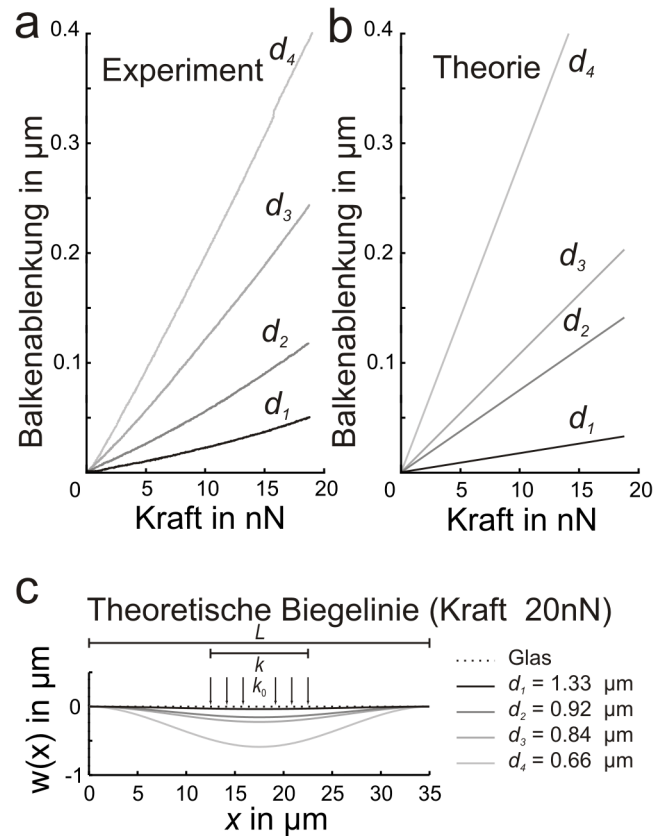 a
Experiment
Balkenablenkung in µm
0.4
0.3
0.2
0.1
0
5
10
15
20
Kraft in nN
d4
d3
d2
d1
b
Theorie
Balkenablenkung in µm
0.4
0.3
0.2
0.1
0
5
10
15
20
Kraft in nN
d4
d3
d2
d1
c
Theoretische Biegelinie (Kraft 20nN)
L
k
k0
w(x) in µm
0
-1
0
5
10
15
20
25
30
35
x in µm
Glas
d1 = 1.33 µm
d2 = 0.92 µm
d3 = 0.84 µm
d4 = 0.66 µm